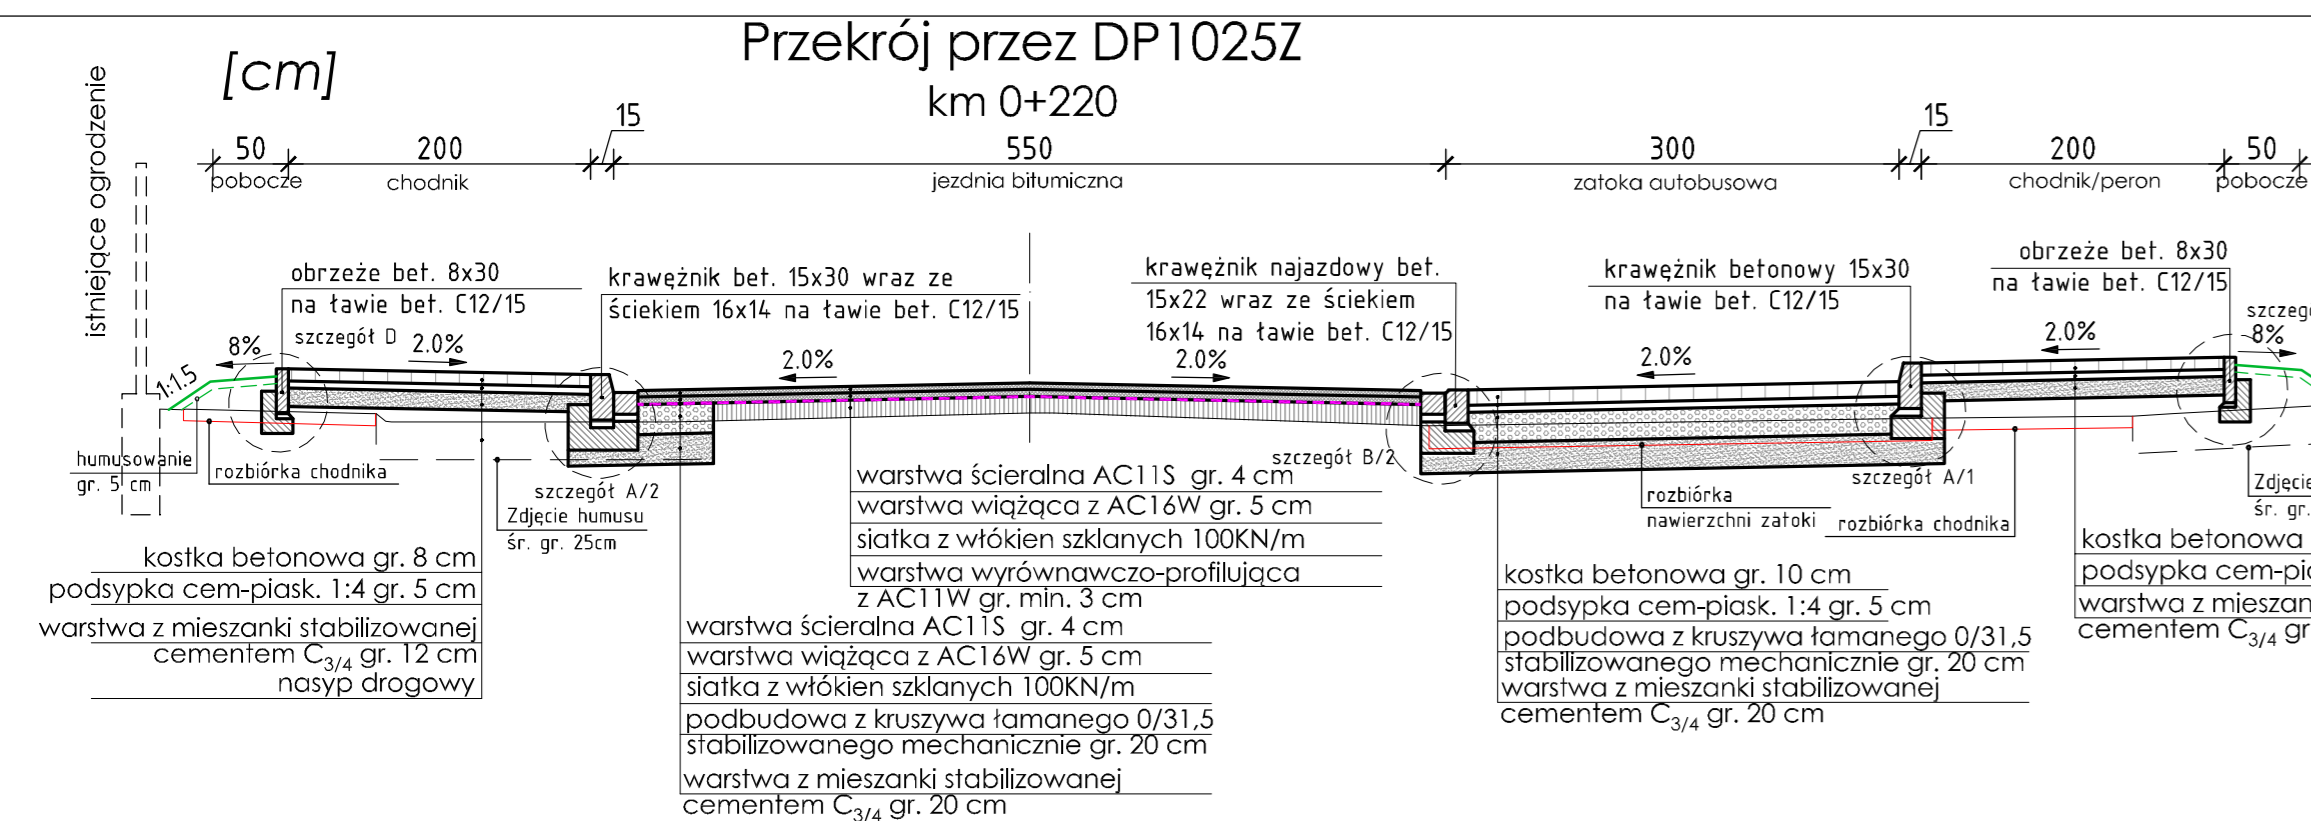 Przekrój przez DP1025Z
km 0+220
[cm]
istniejące ogrodzenie
50
200
15
550
300
15
200
50
pobocze
chodnik
jezdnia bitumiczna
zatoka autobusowa
chodnik/peron
pobocze
obrzeże bet. 8x30
na ławie bet. C12/15
szczegół D
krawężnik bet. 15x30 wraz ze
ściekiem 16x14 na ławie bet. C12/15
krawężnik najazdowy bet.
15x22 wraz ze ściekiem
16x14 na ławie bet. C12/15
krawężnik betonowy 15x30
na ławie bet. C12/15
obrzeże bet. 8x30
na ławie bet. C12/15
1:1.5
8%
2.0%
2.0%
2.0%
2.0%
2.0%
8%
humusowanie
gr. 5 cm
rozbiórka chodnika
szczegół A/2
Zdjęcie humusu
śr. gr. 25cm
szczegół B/2
szczegół A/1
rozbiórka
nawierzchni zatoki
rozbiórka chodnika
Zdjęcie
śr. gr.
kostka betonowa gr. 8 cm
podsypka cem-piask. 1:4 gr. 5 cm
warstwa z mieszanki stabilizowanej
cementem C3/4 gr. 12 cm
nasyp drogowy
warstwa ścieralna AC11S gr. 4 cm
warstwa wiążąca z AC16W gr. 5 cm
siatka z włókien szklanych 100KN/m
warstwa wyrównawczo-profilująca
z AC11W gr. min. 3 cm
warstwa ścieralna AC11S gr. 4 cm
warstwa wiążąca z AC16W gr. 5 cm
siatka z włókien szklanych 100KN/m
podbudowa z kruszywa łamanego 0/31,5
stabilizowanego mechanicznie gr. 20 cm
warstwa z mieszanki stabilizowanej
cementem C3/4 gr. 20 cm
kostka betonowa gr. 10 cm
podsypka cem-piask. 1:4 gr. 5 cm
podbudowa z kruszywa łamanego 0/31,5
stabilizowanego mechanicznie gr. 20 cm
warstwa z mieszanki stabilizowanej
cementem C3/4 gr. 20 cm
kostka betonowa
podsypka
warstwa z
cementem C3/4 gr